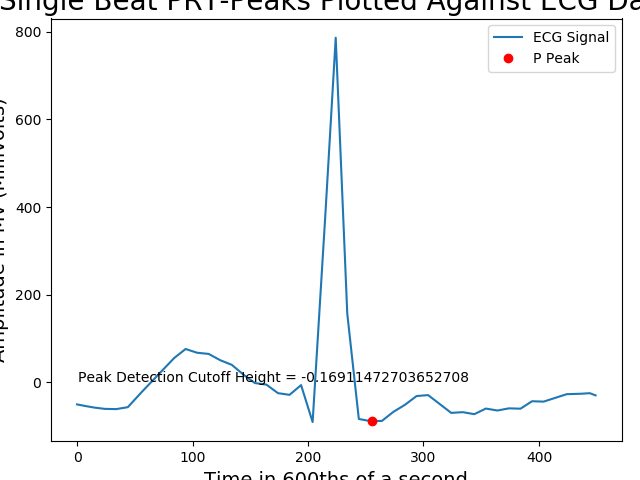 Single Beat PRT-Peaks Plotted Against ECG Da
ECG Signal
P Peak
800
600
400
200
0
Peak Detection Cutoff Height = -0.16911472703652708
0 100 200 300 400
Amplitude in MV (MilliVolts)
Time in 600ths of a second